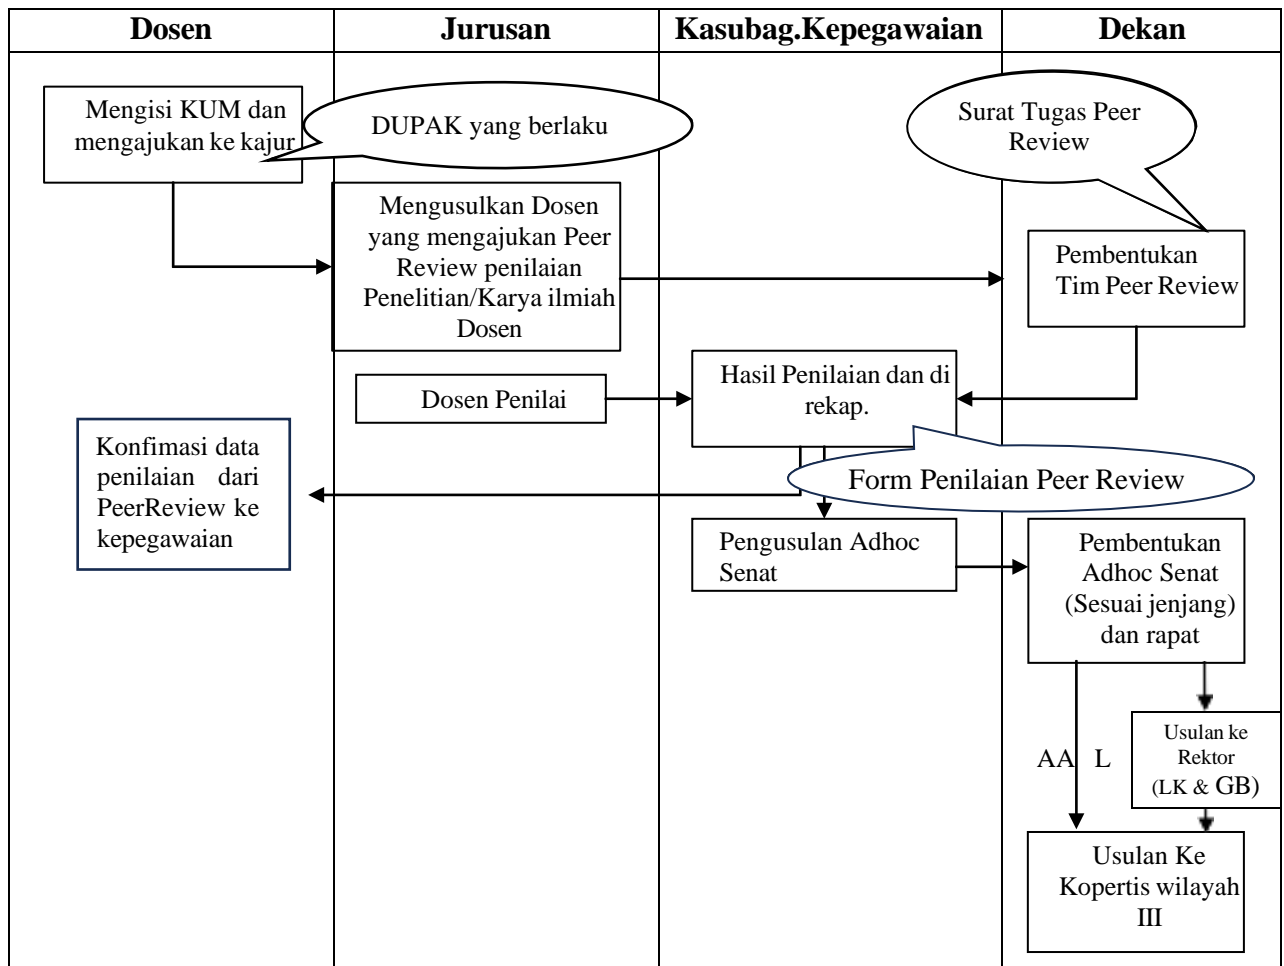 Dosen
Jurusan
Kasubag.Kepegawaian
Dekan
Mengisi KUM dan
mengajukan ke kajur
DUPAK yang berlaku
Surat Tugas Peer
Review
Mengusulkan Dosen
yang mengajukan Peer
Review penilaian
Penelitian/Karya ilmiah
Dosen
Pembentukan
Tim Peer Review
Dosen Penilai
Hasil Penilaian dan di
rekap.
Konfimasi data
penilaian dari
PeerReview ke
kepegawaian
Form Penilaian Peer Review
Pengusulan Adhoc
Senat
Pembentukan
Adhoc Senat
(Sesuai jenjang)
dan rapat
AA L
Usulan ke
Rektor
(LK & GB)
Usulan Ke
Kopertis wilayah
III